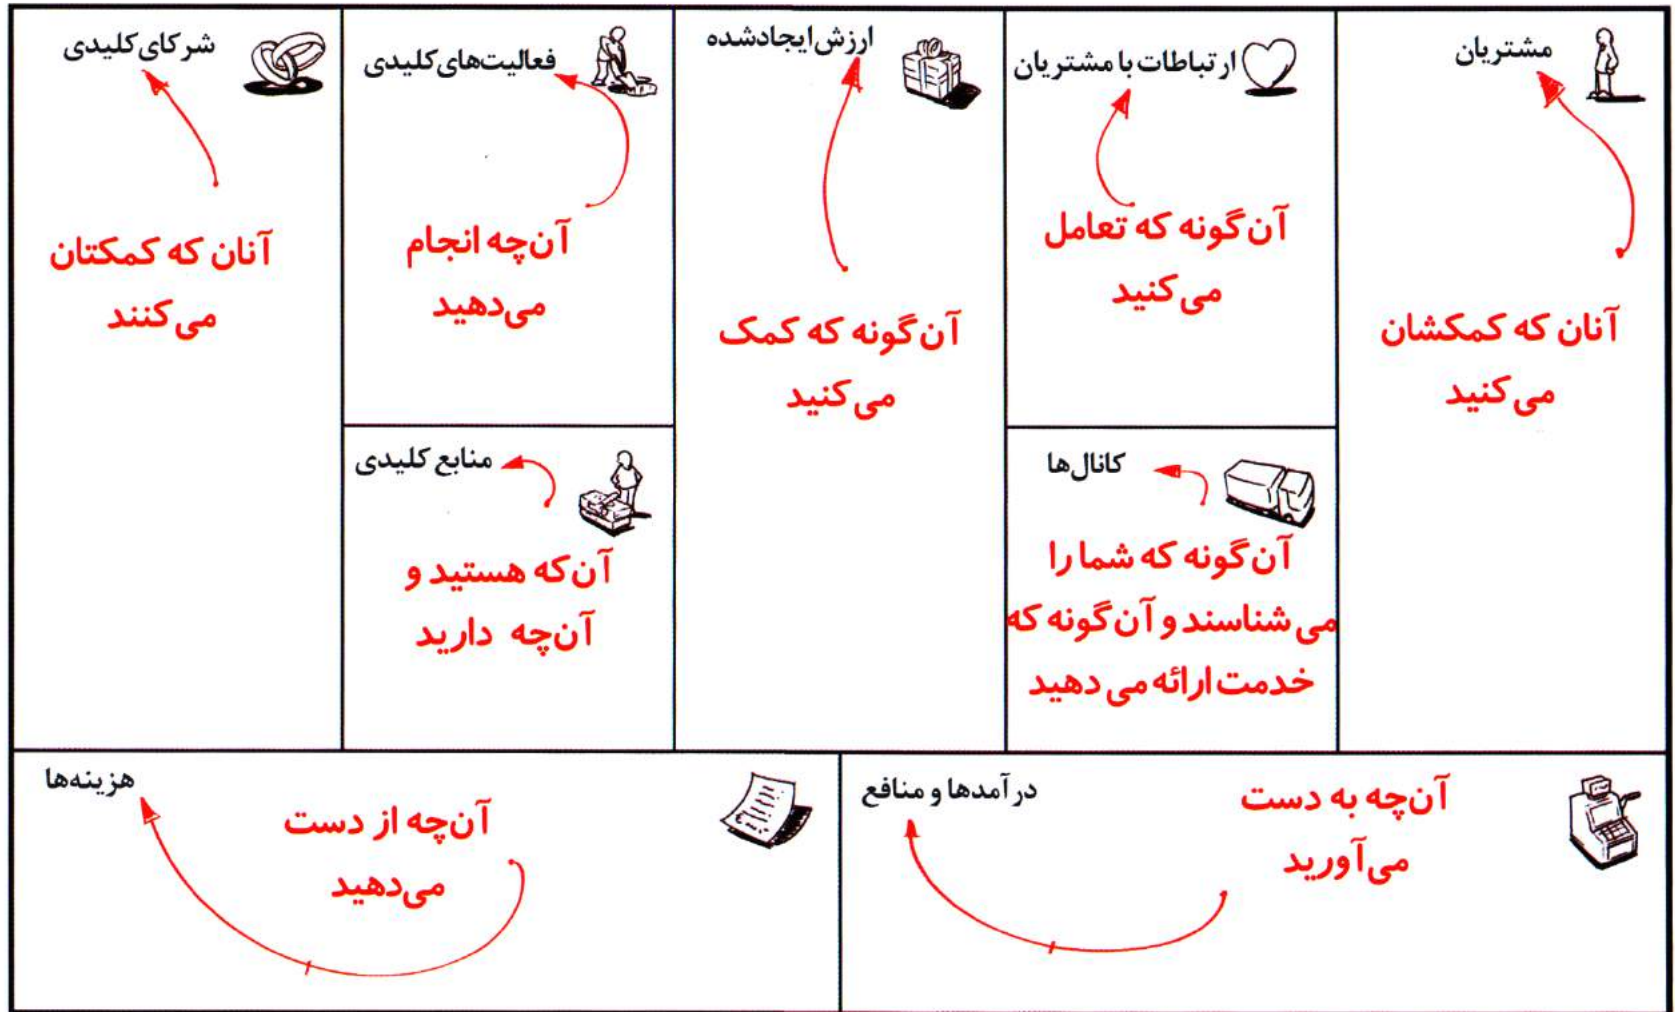 مشتریان
آنان که کمکشان
می‌کنید
ارتباطات با مشتریان
آن‌گونه که تعامل
می‌کنید
کانال‌ها
آن‌گونه که شما را
می‌شناسند و آن‌گونه که
خدمت ارائه می‌دهید
ارزش ایجادشده
آن‌گونه که کمک
می‌کنید
فعالیت‌های کلیدی
آن‌چه انجام
می‌دهید
منابع کلیدی
آن‌که هستید و
آن‌چه دارید
شرکای کلیدی
آنان که کمکتان
می‌کنند
درآمدها و منافع
آن‌چه به دست
می‌آورید
هزینه‌ها
آن‌چه از دست
می‌دهید